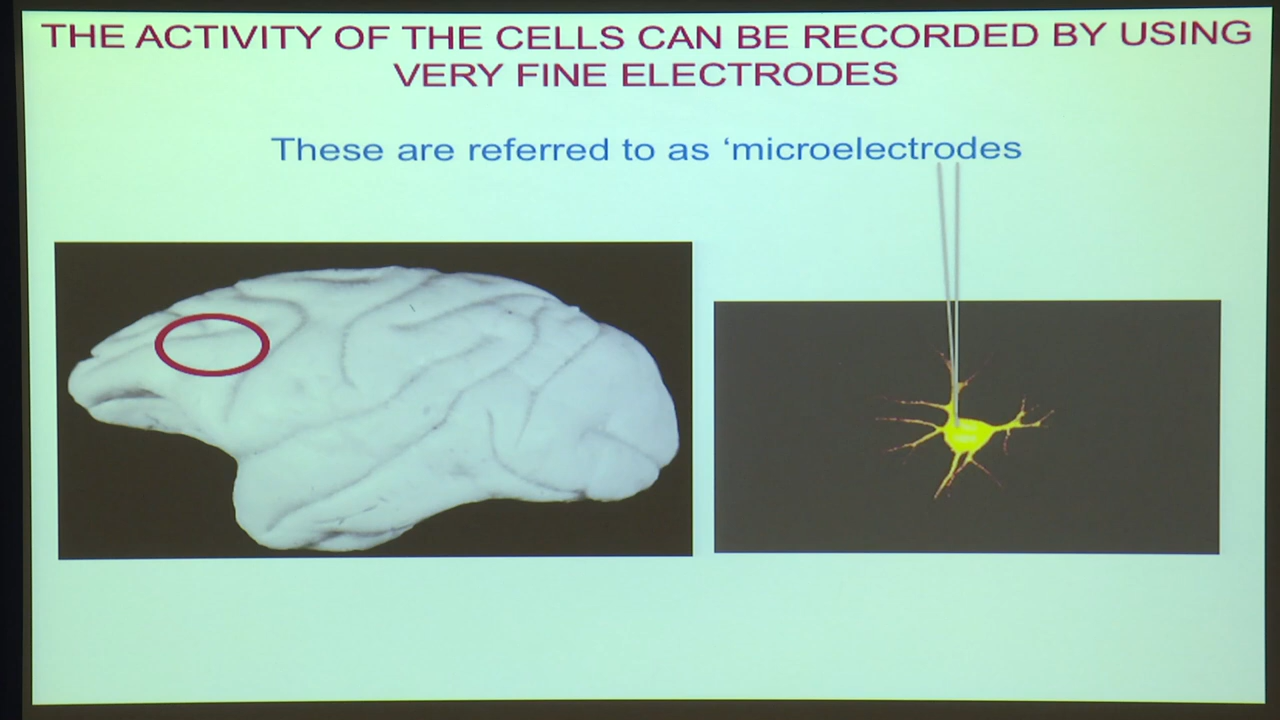 THE ACTIVITY OF THE CELLS CAN BE RECORDED BY USING
VERY FINE ELECTRODES
These are referred to as ‘microelectrodes